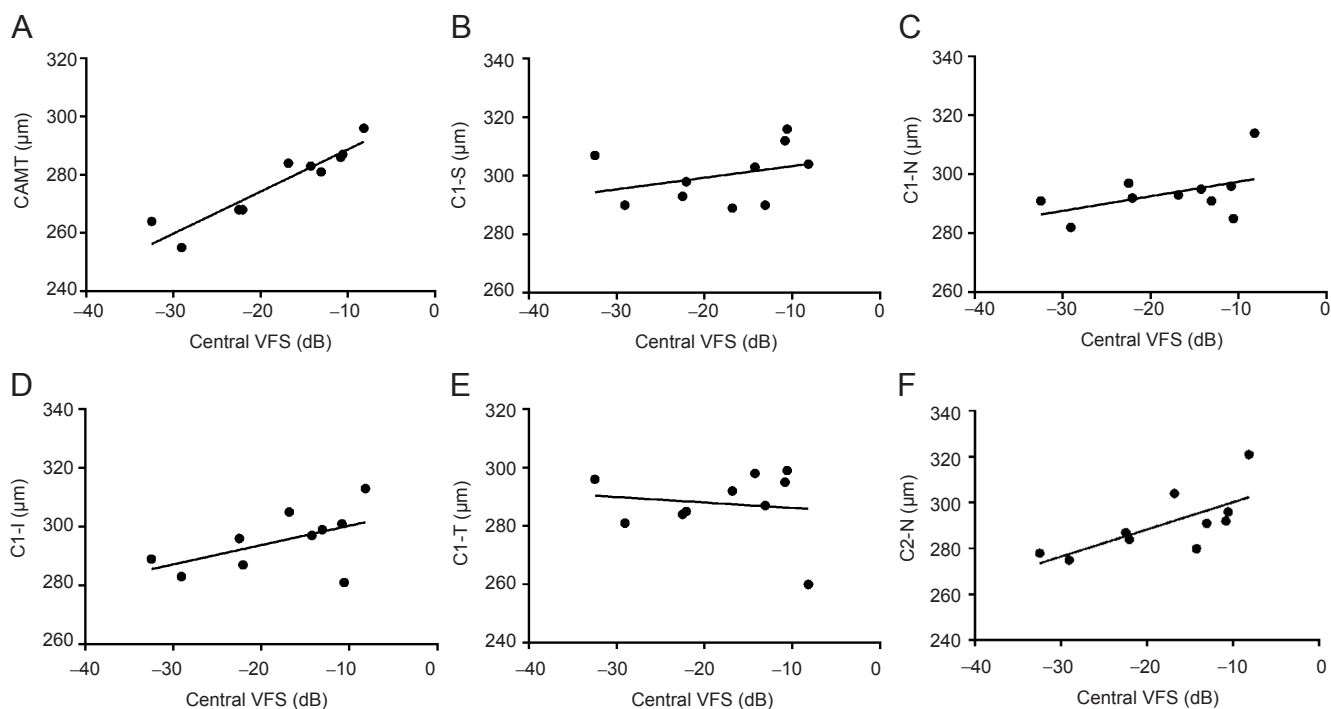 A
CAMT (μm)
320
300
280
260
240
−40 −30 −20 −10 0
Central VFS (dB)
B
C1-S (μm)
340
320
300
280
260
−40 −30 −20 −10 0
Central VFS (dB)
C
C1-N (μm)
340
320
300
280
260
−40 −30 −20 −10 0
Central VFS (dB)
D
C1-I (μm)
340
320
300
280
260
−40 −30 −20 −10 0
Central VFS (dB)
E
C1-T (μm)
320
300
280
260
240
−40 −30 −20 −10 0
Central VFS (dB)
F
C2-N (μm)
340
320
300
280
260
240
−40 −30 −20 −10 0
Central VFS (dB)